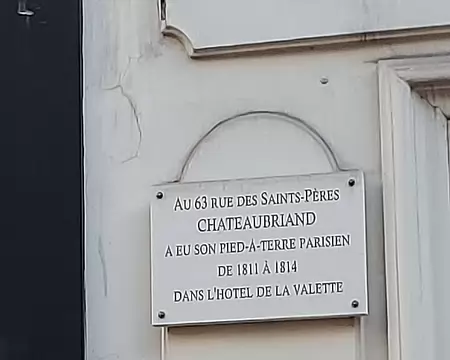 AU 63 RUE DES SAINTS-PÈRES
CHATEAUBRIAND
A EU SON PIED-À-TERRE PARISIEN
DE 1811 À 1814
DANS L'HOTEL DE LA VALETTE